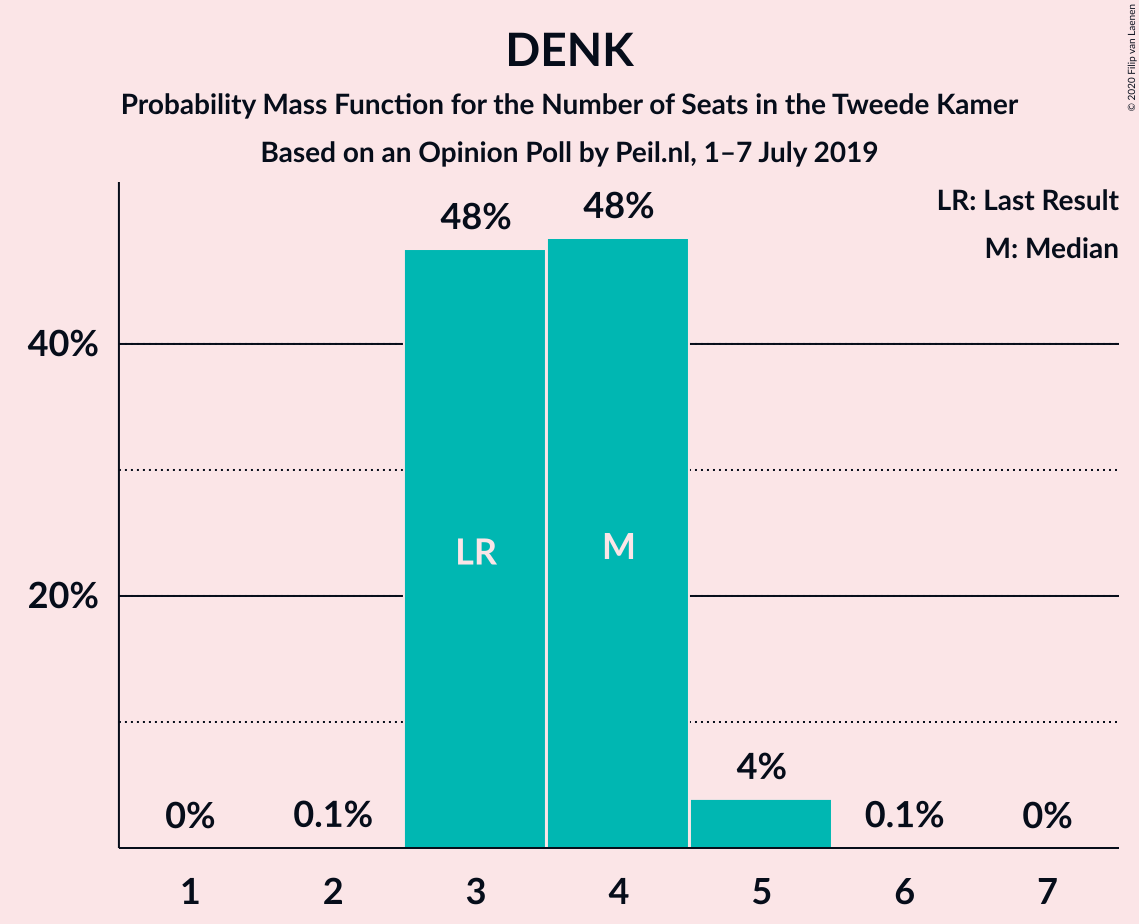 DENK
Probability Mass Function for the Number of Seats in the Tweede Kamer
Based on an Opinion Poll by Peil.nl, 1–7 July 2019
© 2020 Filip van Laenen
LR: Last Result
M: Median
48%
48%
40%
LR
M
20%
4%
0%
0.1%
0.1%
0%
1
2
3
4
5
6
7